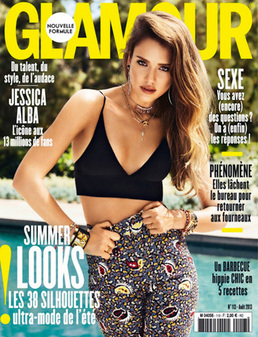 GLAMOUR
NOUVELLE
FORMULE
Du talent, du
style, de l'audace
JESSICA
ALBA
L'icône aux
13 millions de fans
SEXE
Vous avez
(encore)
des questions ?
On a (enfin)
les réponses !
PHÉNOMÈNE
Elles lâchent
le bureau pour
retourner
aux fourneaux
SUMMER
LOOKS
LES 38 SILHOUETTES
ultra-mode de l'été
!
Un BARBECUE
hippie CHIC en
5 recettes